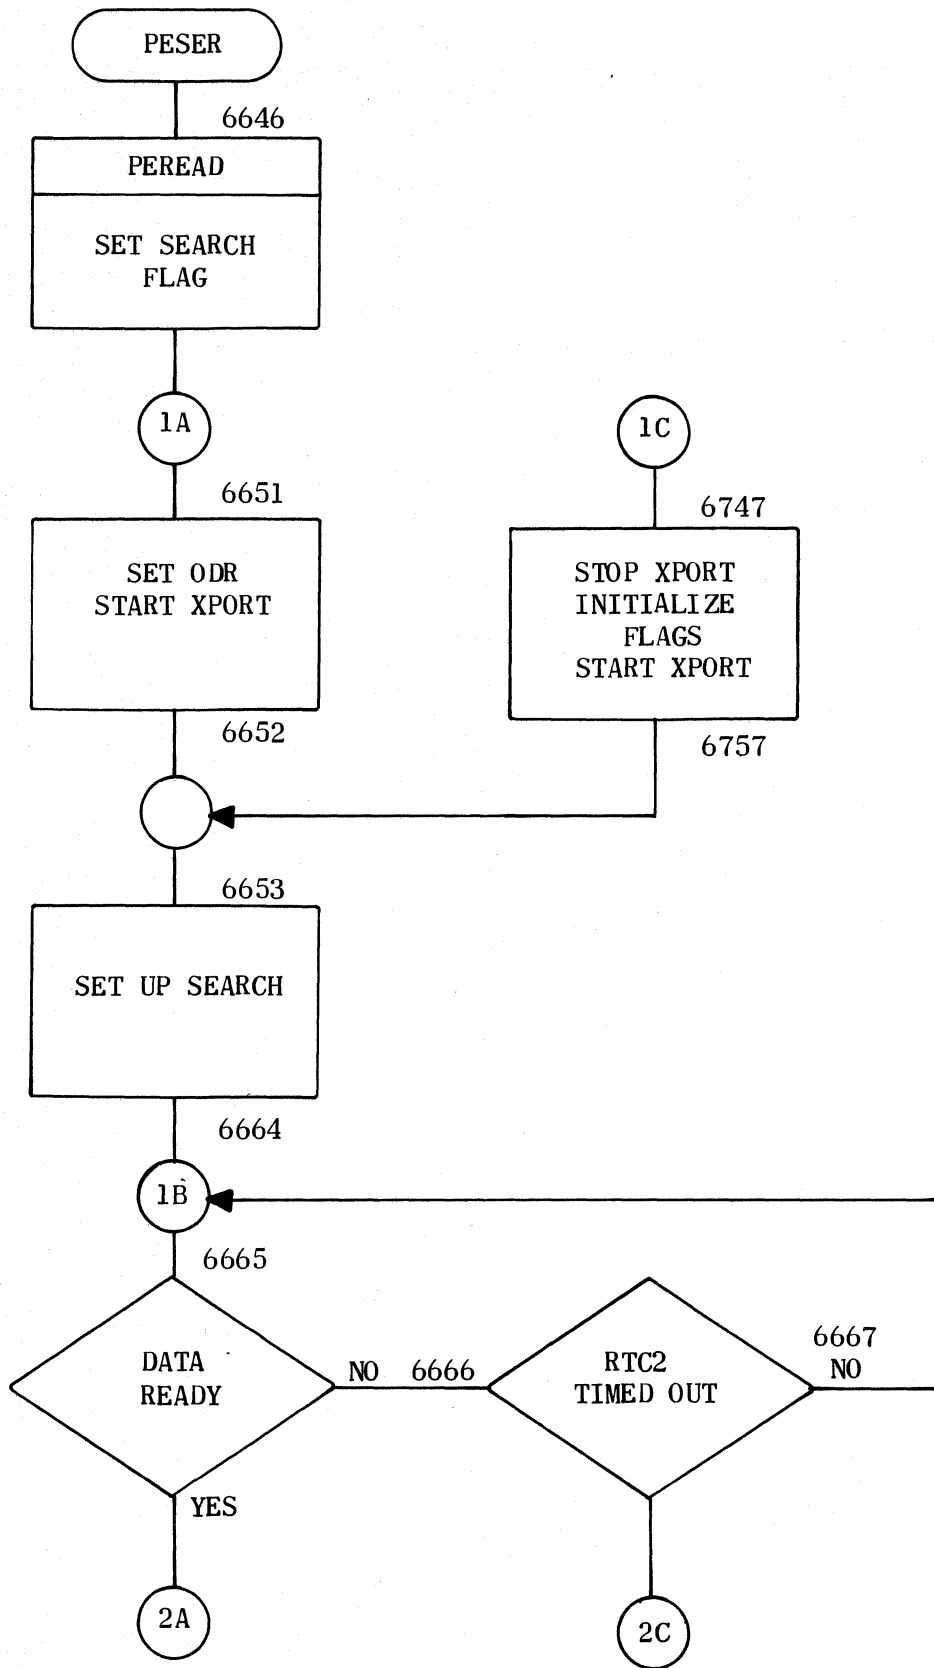 PESER
6646
PEREAD
SET SEARCH
FLAG
1A
1C
6651
6747
SET ODR
START XPORT
STOP XPORT
INITIALIZE
FLAGS
START XPORT
6652
6757
6653
SET UP SEARCH
6664
1B
6665
DATA
READY
NO 6666
RTC2
TIMED OUT
6667
NO
YES
2A
2C